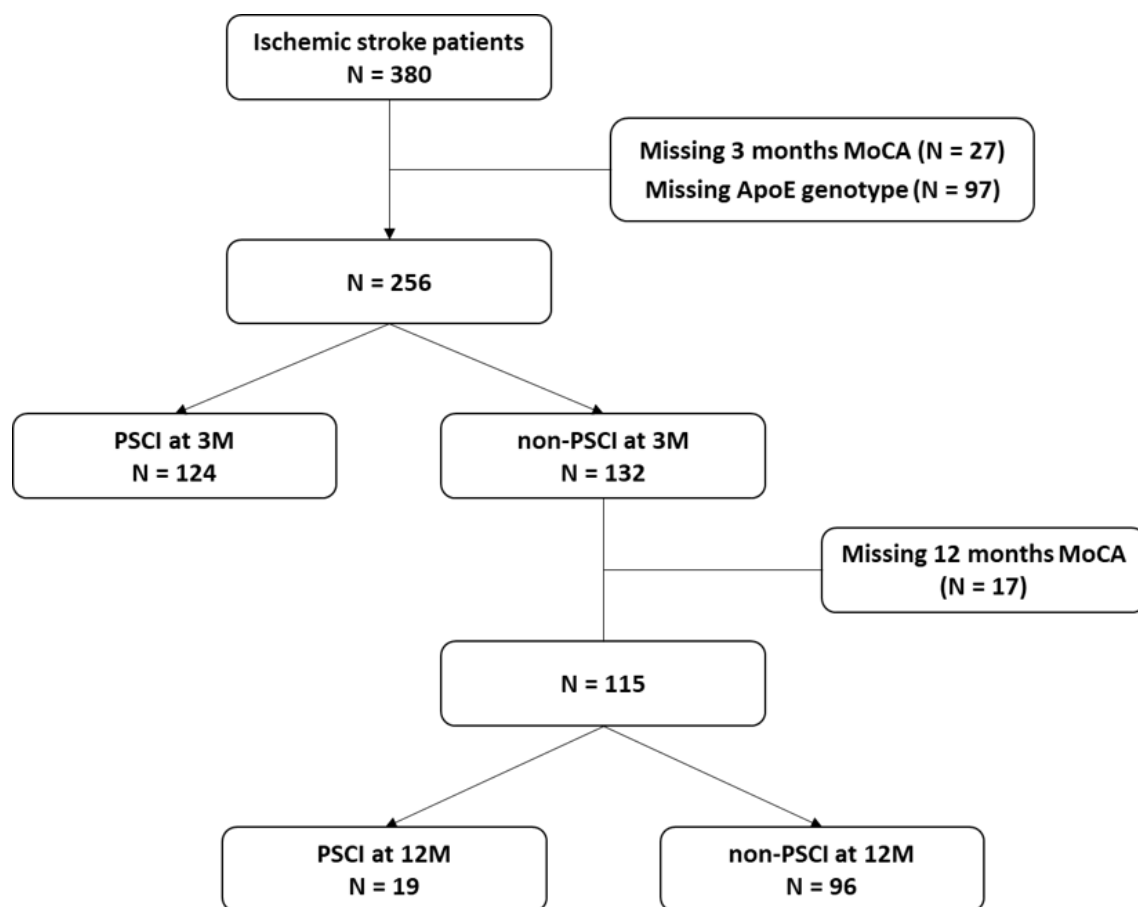 Ischemic stroke patients
N = 380
Missing 3 months MoCA (N = 27)
Missing ApoE genotype (N = 97)
N = 256
PSCI at 3M
N = 124
non-PSCI at 3M
N = 132
Missing 12 months MoCA
(N = 17)
N = 115
PSCI at 12M
N = 19
non-PSCI at 12M
N = 96